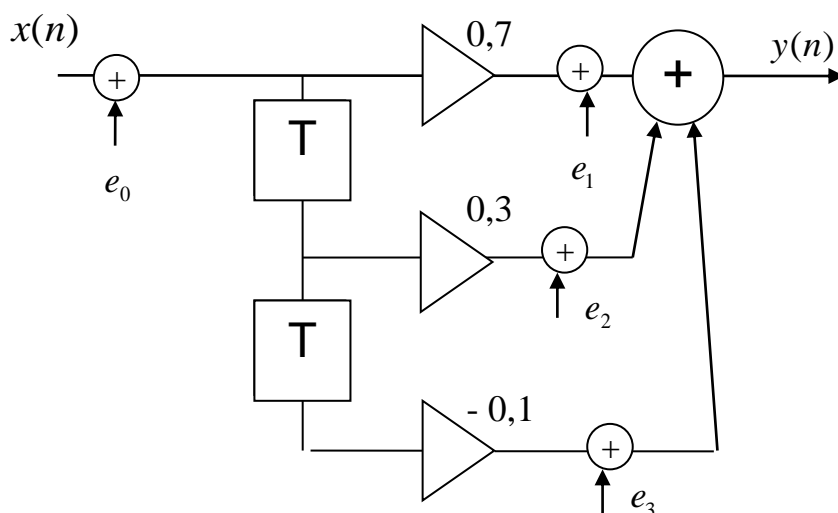 x(n)
0,7
y(n)
+
+
+
T
e₀
e₁
0,3
+
e₂
T
- 0,1
+
e₃